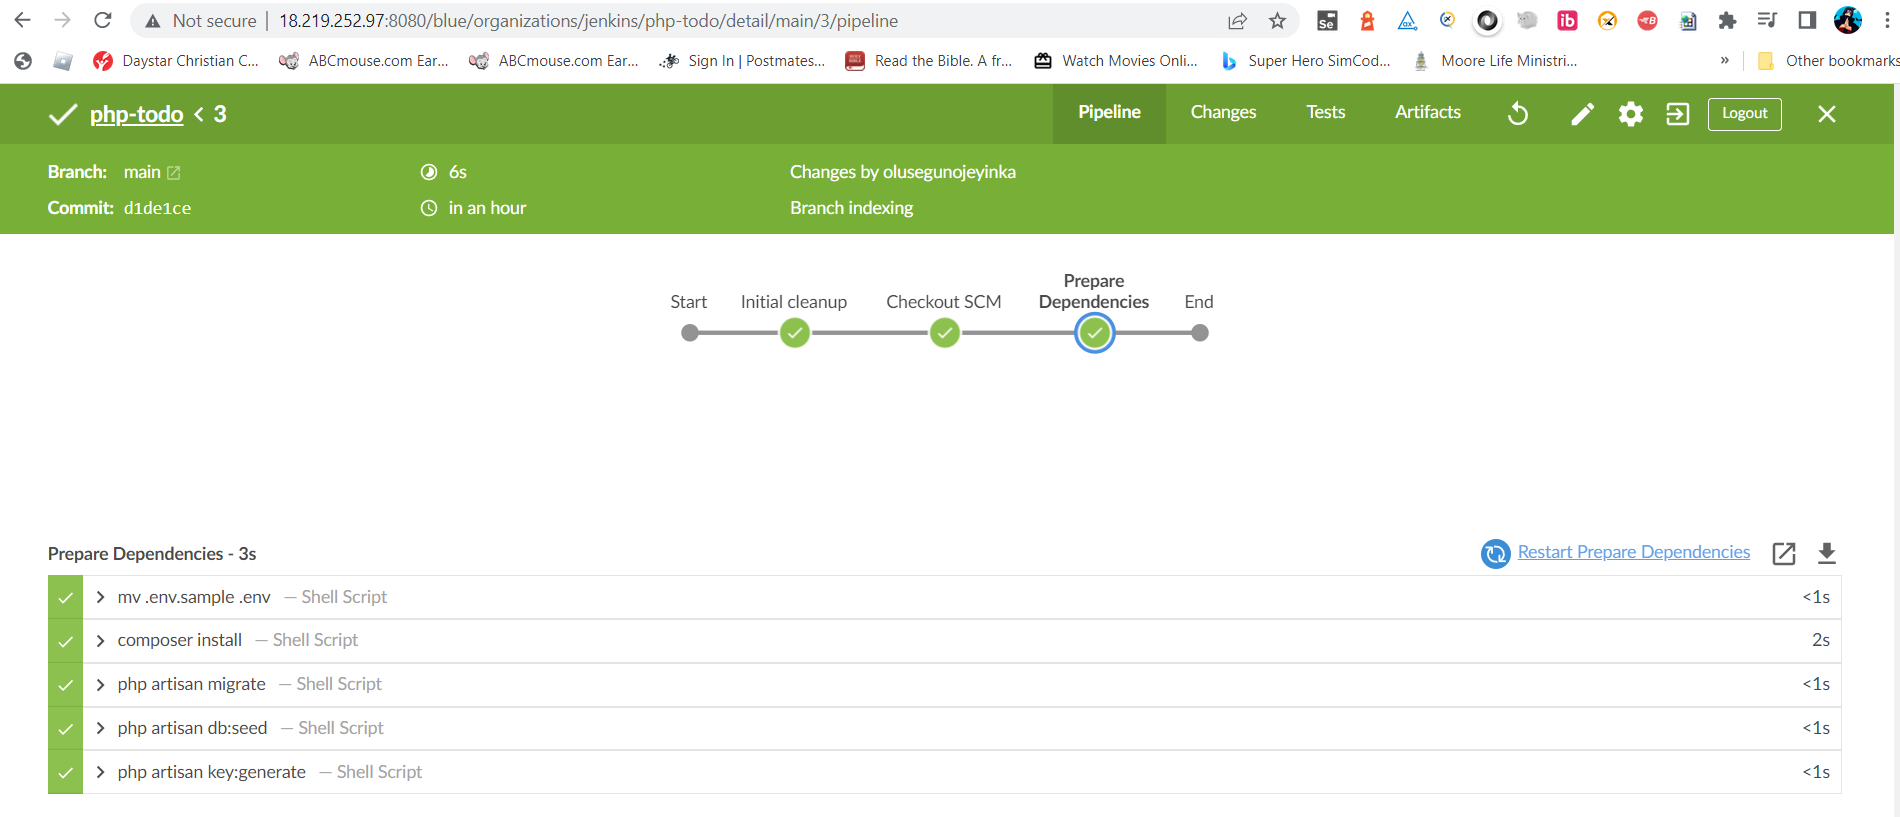 Not secure | 18.219.252.97:8080/blue/organizations/jenkins/php-todo/detail/main/3/pipeline
Daystar Christian C... ABCmouse.com Ear... ABCmouse.com Ear... Sign In | Postmates... Read the Bible. A fr... Watch Movies Onli... Super Hero SimCod... Moore Life Ministri... » Other bookmarks
php-todo < 3 Pipeline Changes Tests Artifacts Logout
Branch: main 6s Changes by olusegunojeyinka
Commit: d1de1ce in an hour Branch indexing
Start Initial cleanup Checkout SCM Prepare Dependencies End
Prepare Dependencies - 3s Restart Prepare Dependencies
mv .env.sample .env — Shell Script <1s
composer install — Shell Script 2s
php artisan migrate — Shell Script <1s
php artisan db:seed — Shell Script <1s
php artisan key:generate — Shell Script <1s